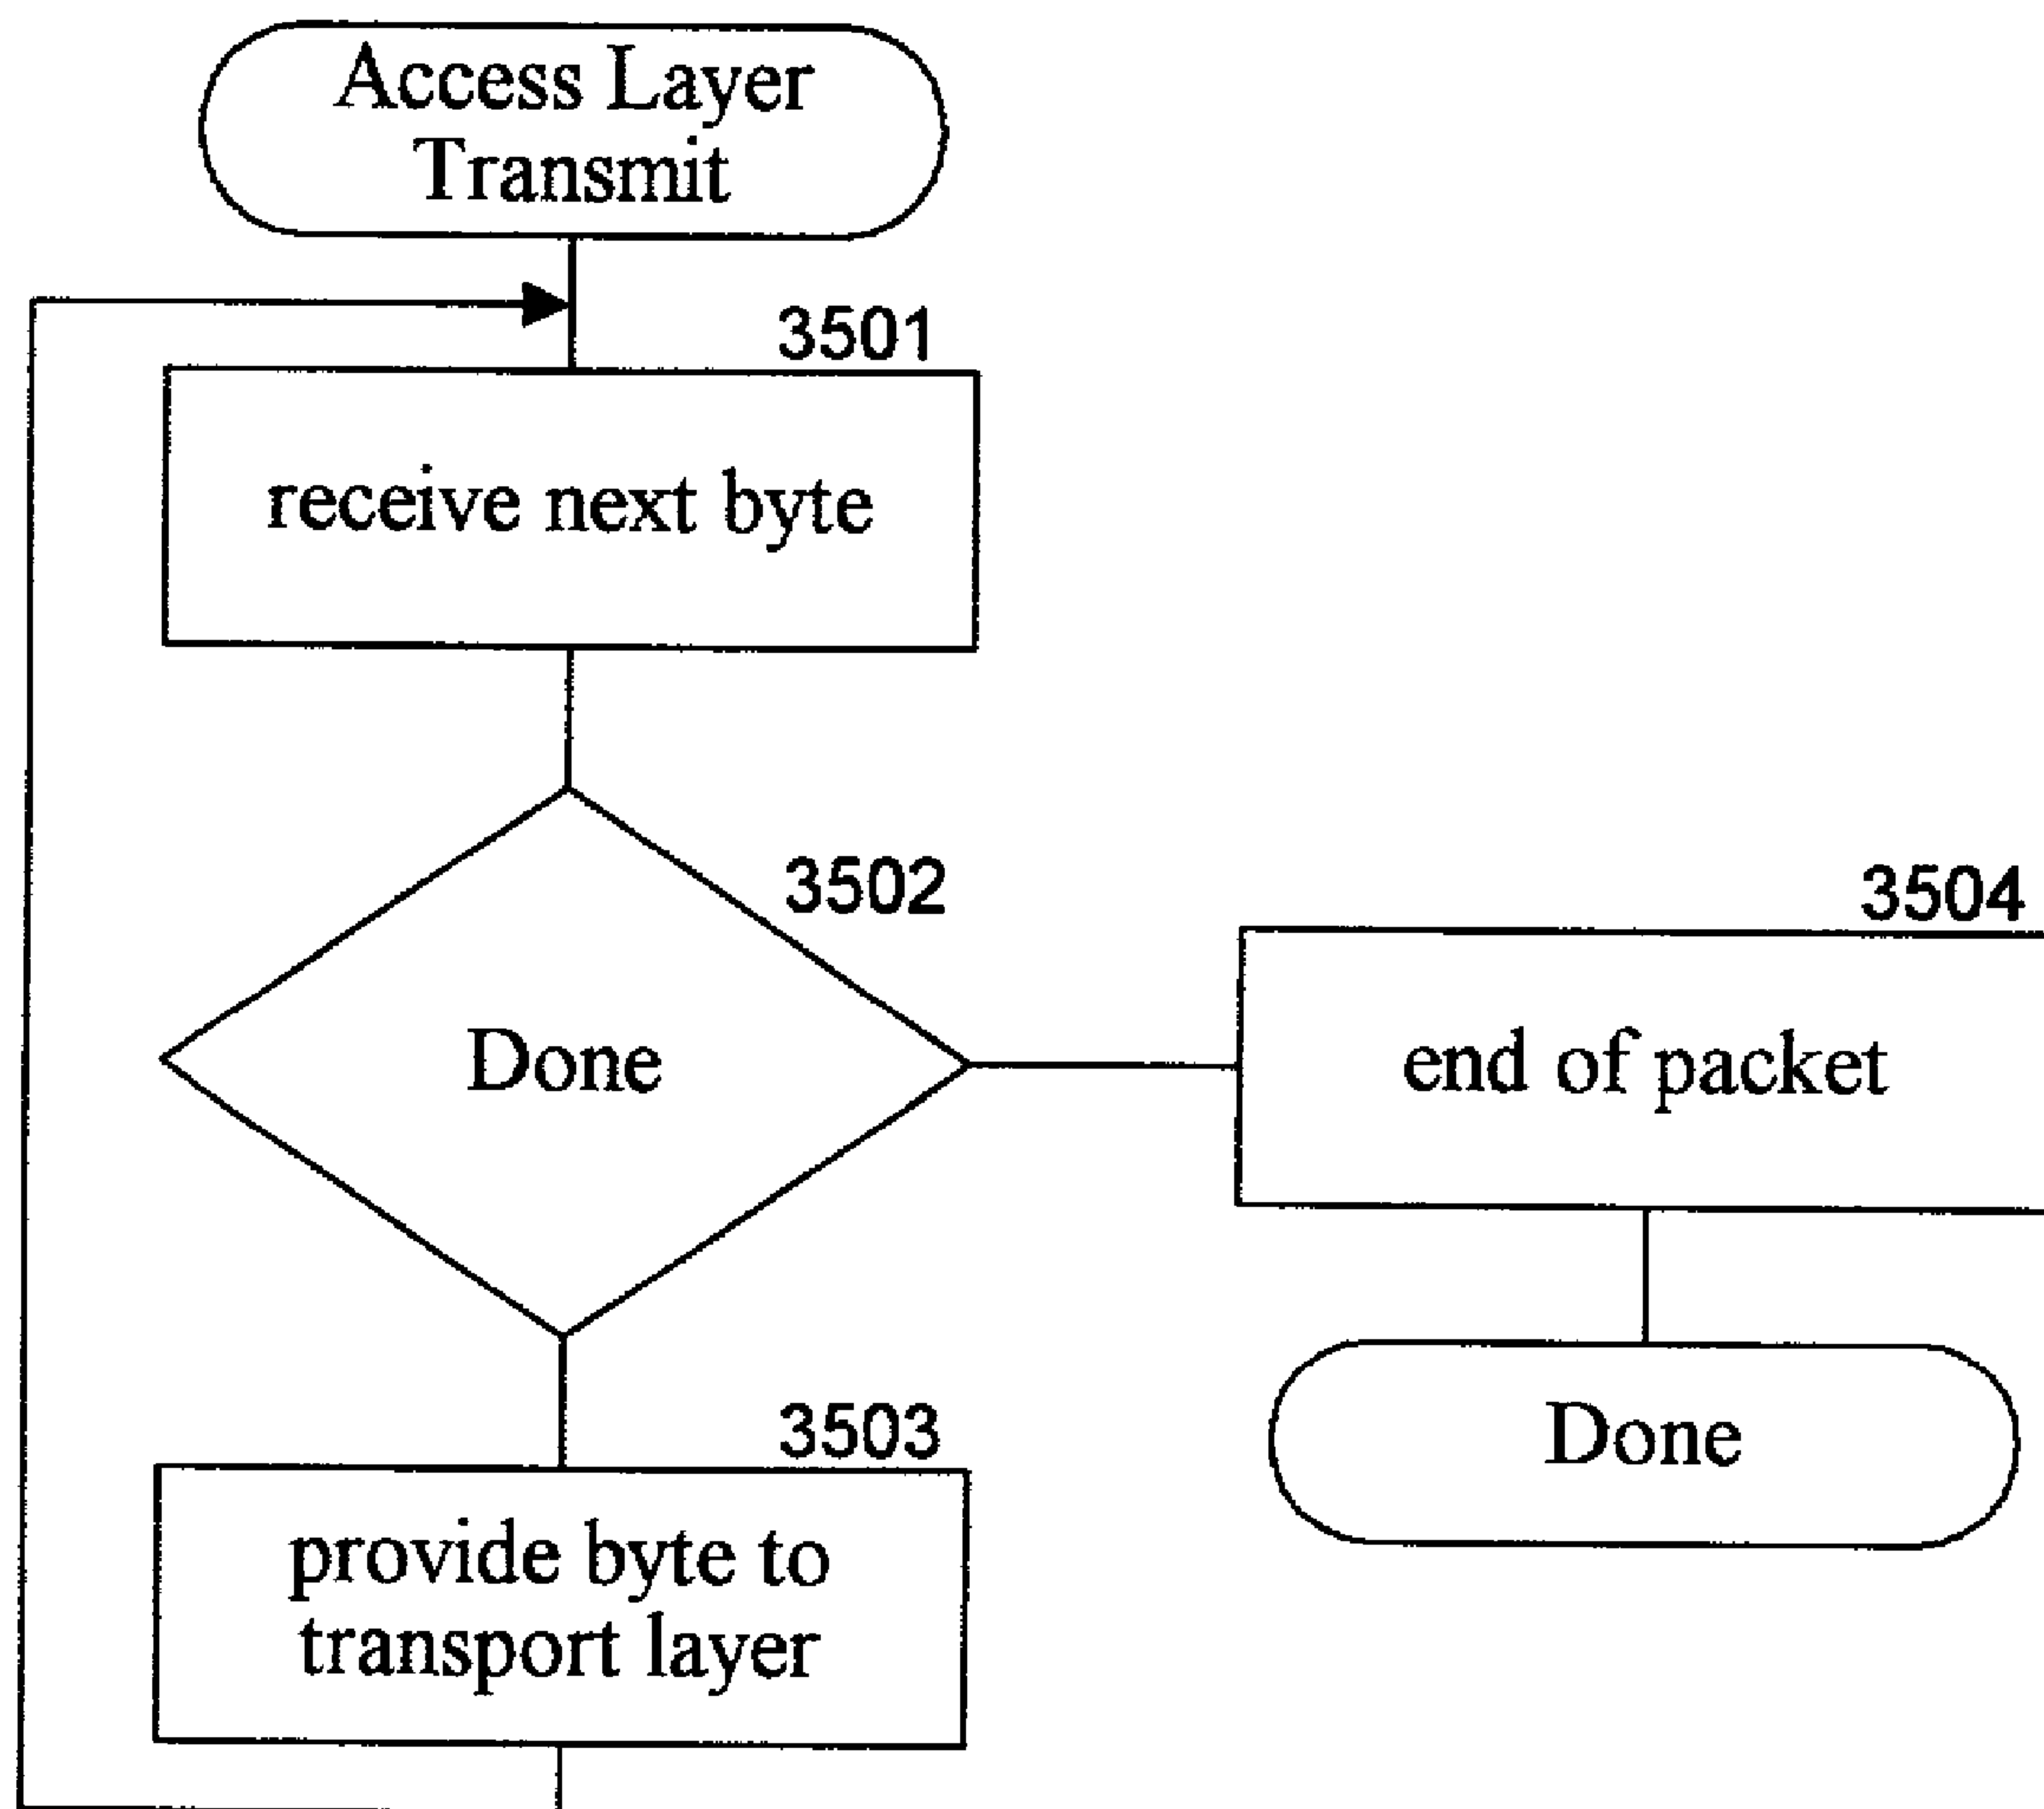 Access Layer
Transmit
3501
receive next byte
3502
Done
3504
end of packet
Done
3503
provide byte to
transport layer